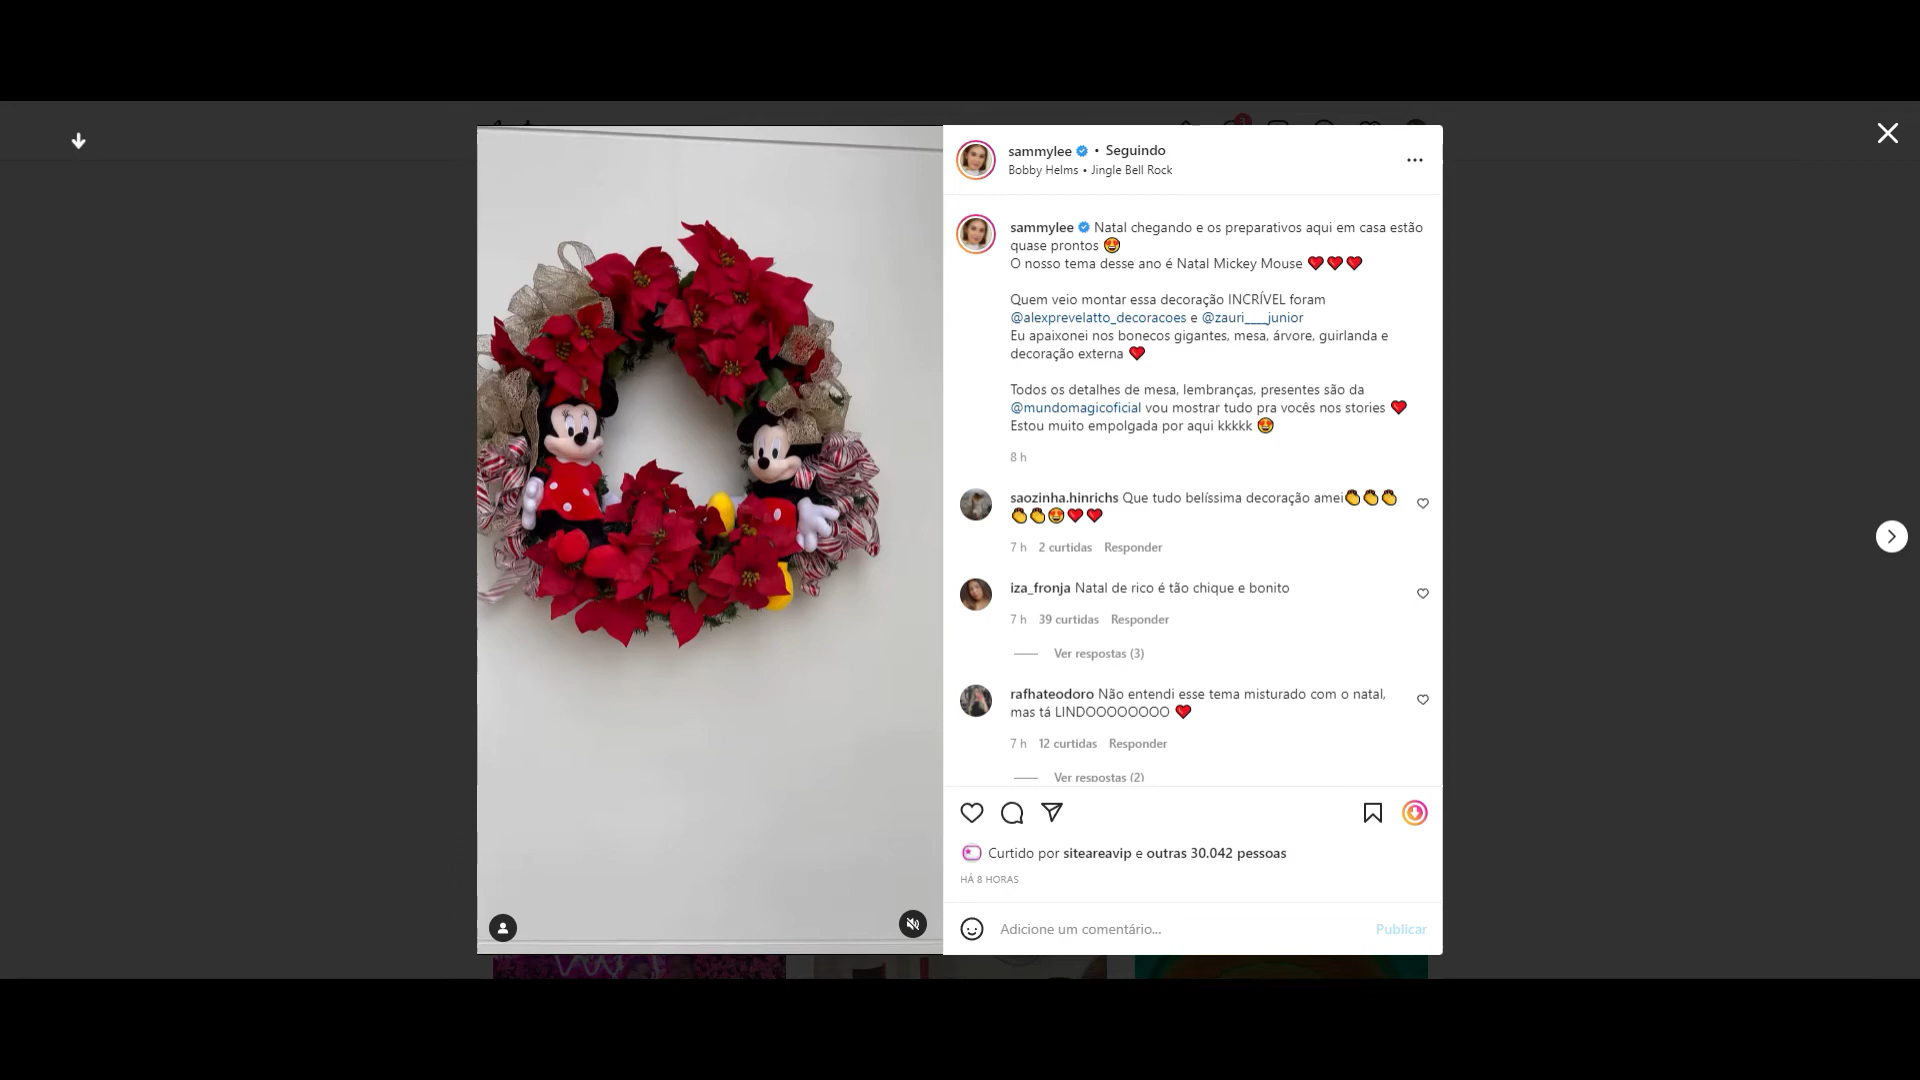 sammylee • Seguindo
Bobby Helms • Jingle Bell Rock
sammylee Natal chegando e os preparativos aqui em casa estão
quase prontos 😍
O nosso tema desse ano é Natal Mickey Mouse ❤️❤️❤️
Quem veio montar essa decoração INCRÍVEL foram
@alexprevelatto_decoracoes e @zauri___junior
Eu apaixonei nos bonecos gigantes, mesa, árvore, guirlanda e
decoração externa ❤️
Todos os detalhes de mesa, lembranças, presentes são da
@mundomagicoficial vou mostrar tudo pra vocês nos stories ❤️
Estou muito empolgada por aqui kkkkk 😍
8 h
saozinha.hinrichs Que tudo belíssima decoração amei👏👏👏
👏👏😍❤️❤️
7 h 2 curtidas Responder
iza_fronja Natal de rico é tão chique e bonito
7 h 39 curtidas Responder
Ver respostas (3)
rafhateodoro Não entendi esse tema misturado com o natal,
mas tá LINDOOOOOOOO ❤️
7 h 12 curtidas Responder
Ver respostas (2)
Curtido por siteareavip e outras 30.042 pessoas
HÁ 8 HORAS
Adicione um comentário... Publicar